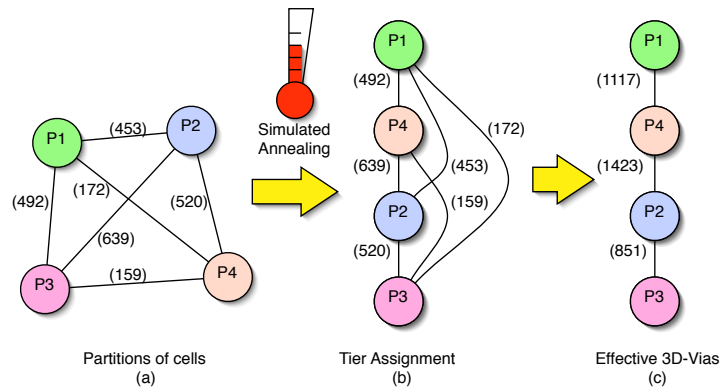 P1
P2
P3
P4
(453)
(492)
(172)
(520)
(639)
(159)
Partitions of cells
(a)
Simulated
Annealing
P1
P4
P2
P3
(492)
(172)
(639)
(453)
(159)
(520)
Tier Assignment
(b)
P1
(1117)
P4
(1423)
P2
(851)
P3
Effective 3D-Vias
(c)